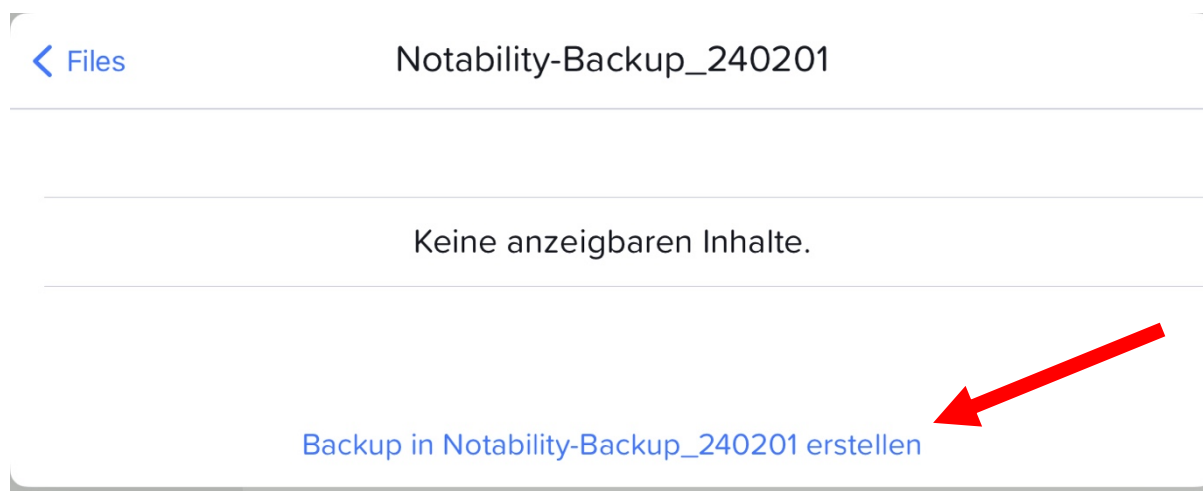 Files
Notability-Backup_240201
Keine anzeigbaren Inhalte.
Backup in Notability-Backup_240201 erstellen